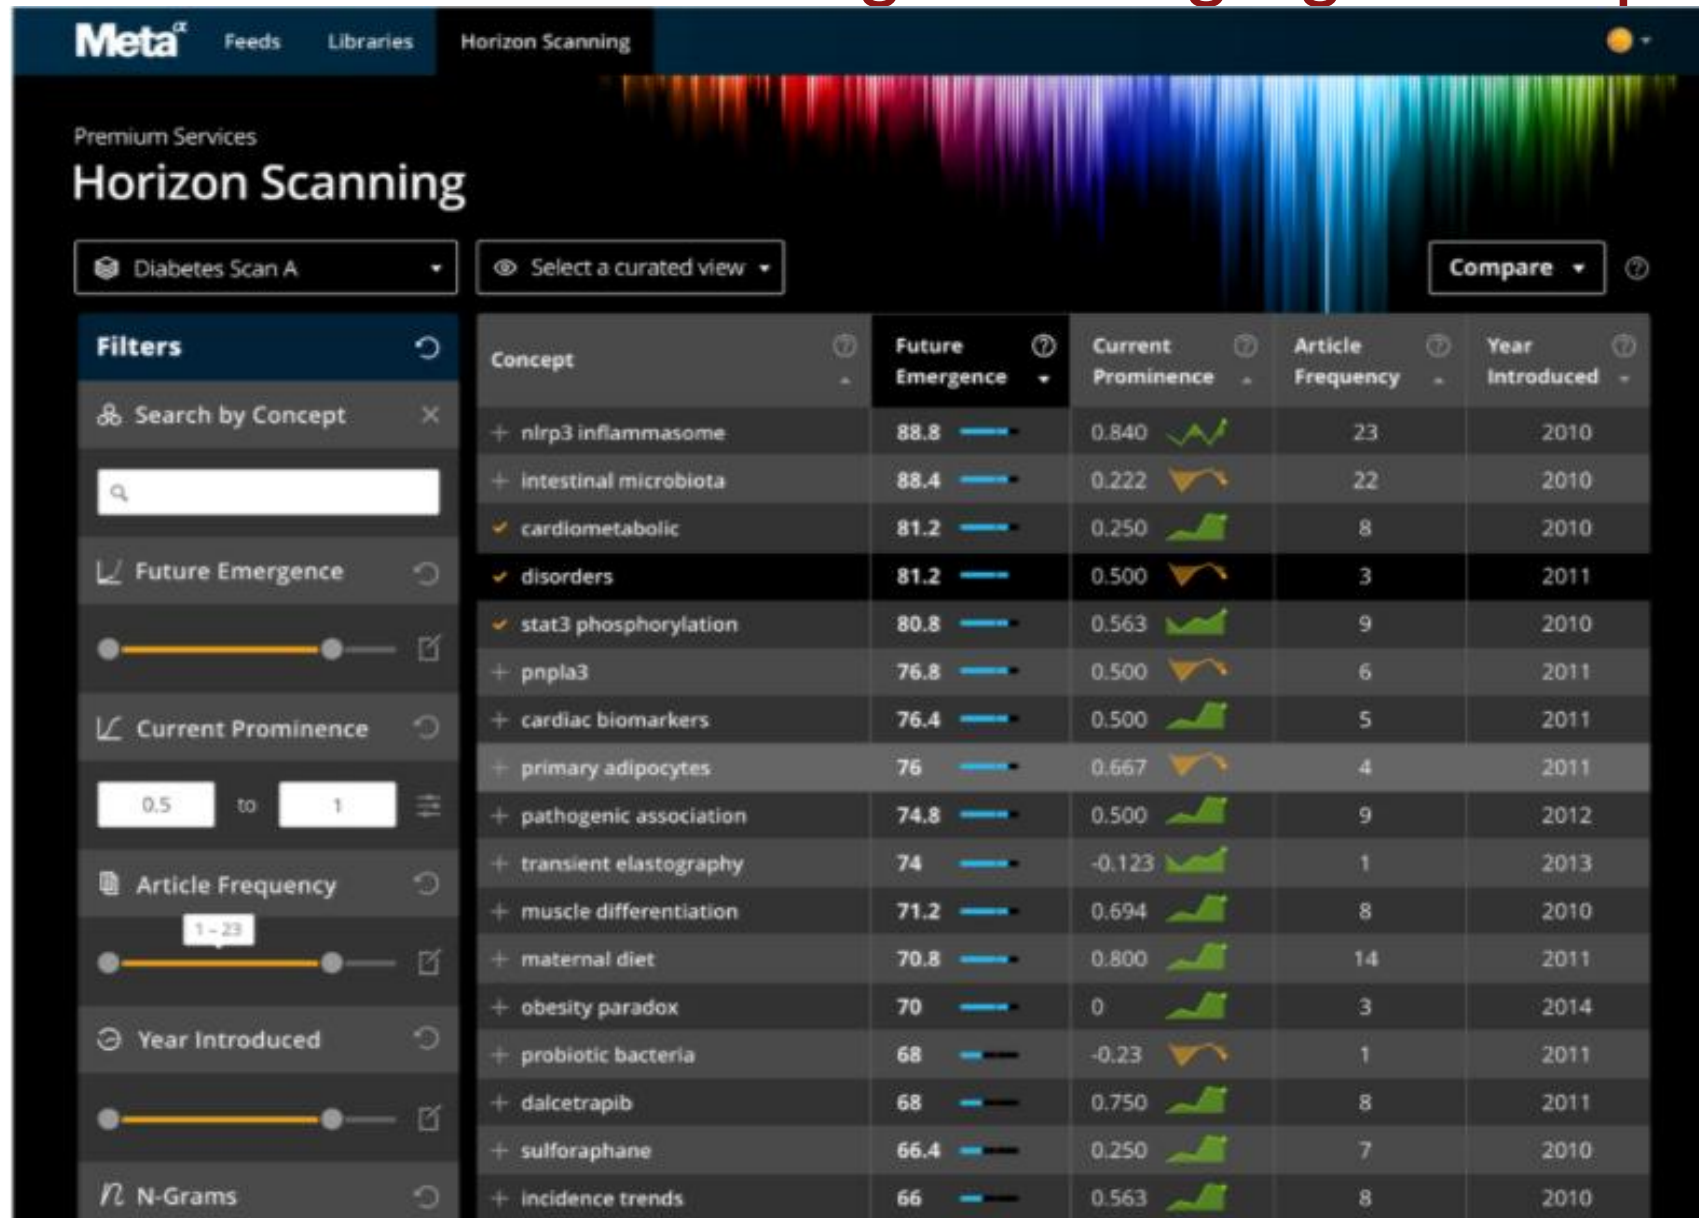 Meta α Feeds Libraries Horizon Scanning
Premium Services
Horizon Scanning
Diabetes Scan A Select a curated view Compare
Filters
Search by Concept
Future Emergence
Current Prominence
0.5 to 1
Article Frequency
1 – 23
Year Introduced
N-Grams
Concept Future Emergence Current Prominence Article Frequency Year Introduced
nlrp3 inflammasome 88.8 0.840 23 2010
intestinal microbiota 88.4 0.222 22 2010
cardiometabolic 81.2 0.250 8 2010
disorders 81.2 0.500 3 2011
stat3 phosphorylation 80.8 0.563 9 2010
pnpla3 76.8 0.500 6 2011
cardiac biomarkers 76.4 0.500 5 2011
primary adipocytes 76 0.667 4 2011
pathogenic association 74.8 0.500 9 2012
transient elastography 74 -0.123 1 2013
muscle differentiation 71.2 0.694 8 2010
maternal diet 70.8 0.800 14 2011
obesity paradox 70 0 3 2014
probiotic bacteria 68 -0.23 1 2011
dalcetrapib 68 0.750 8 2011
sulforaphane 66.4 0.250 7 2010
incidence trends 66 0.563 8 2010